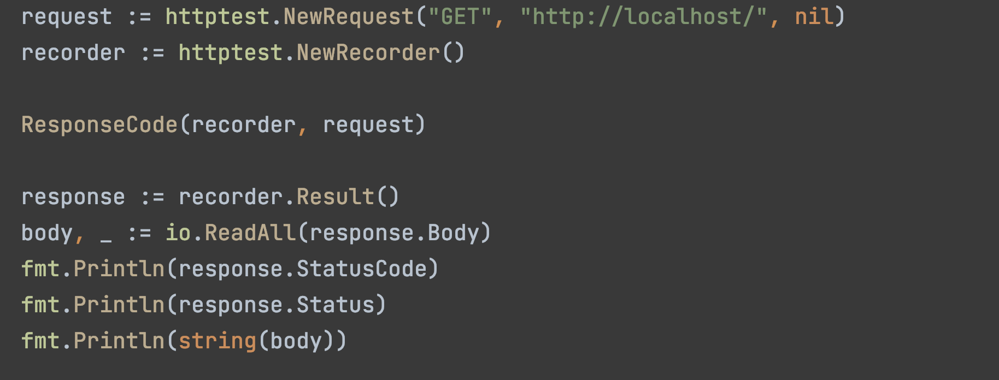 request := httptest.NewRequest("GET", "http://localhost/", nil)
recorder := httptest.NewRecorder()
ResponseCode(recorder, request)
response := recorder.Result()
body, _ := io.ReadAll(response.Body)
fmt.Println(response.StatusCode)
fmt.Println(response.Status)
fmt.Println(string(body))